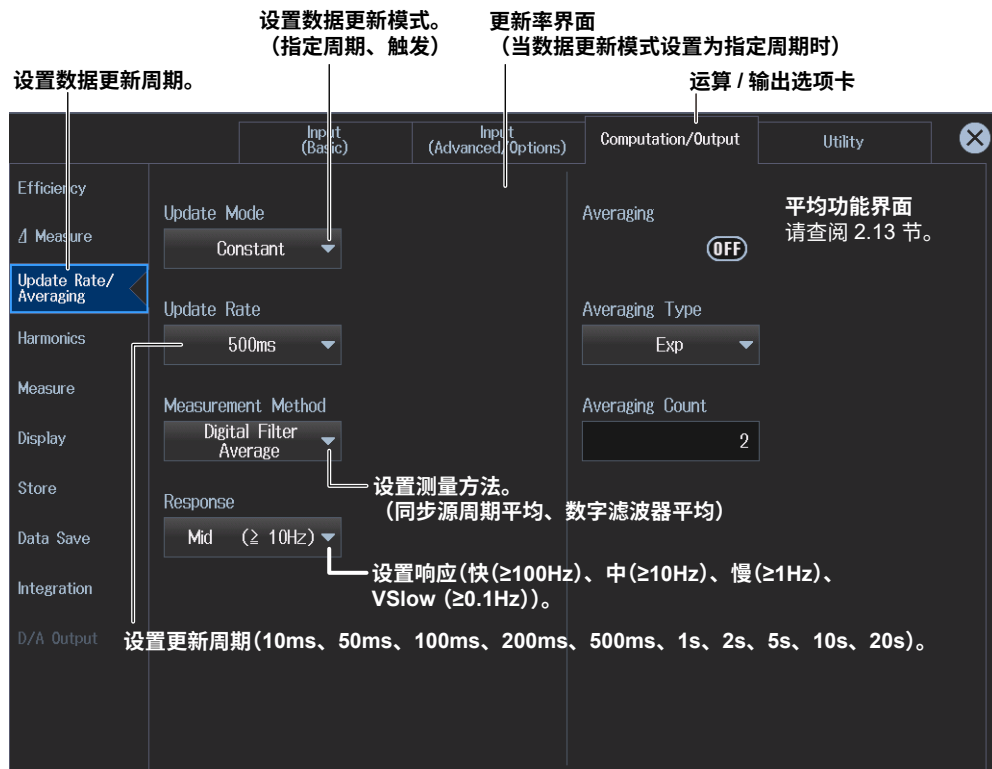 设置数据更新模式。
（指定周期、触发）
更新率界面
（当数据更新模式设置为指定周期时）
设置数据更新周期。
运算 / 输出选项卡
Input
(Basic)
Input
(Advanced/Options)
Computation/Output
Utility
Efficiency
⊿ Measure
Update Rate/
Averaging
Harmonics
Measure
Display
Store
Data Save
Integration
D/A Output
Update Mode
Constant
Update Rate
500ms
Measurement Method
Digital Filter
Average
设置测量方法。
（同步源周期平均、数字滤波器平均）
Response
Mid (≧ 10Hz)
设置响应（快（≥100Hz）、中（≥10Hz）、慢（≥1Hz）、
VSlow（≥0.1Hz））。
设置更新周期（10ms、50ms、100ms、200ms、500ms、1s、2s、5s、10s、20s）。
Averaging
OFF
平均功能界面
请查阅 2.13 节。
Averaging Type
Exp
Averaging Count
2